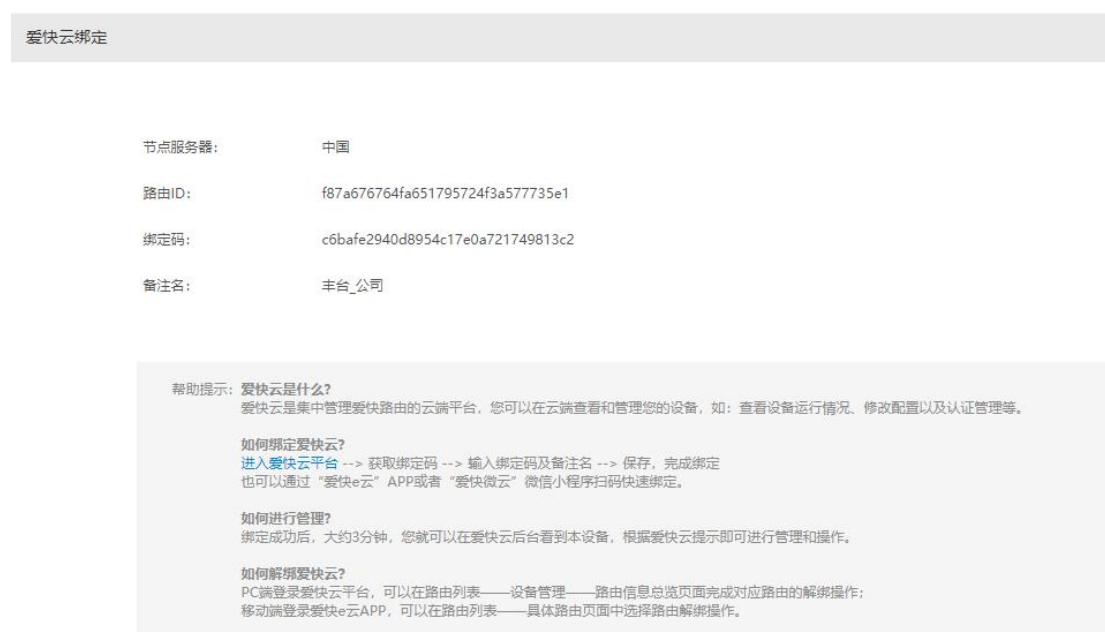 爱快云绑定
节点服务器: 中国
路由ID: f87a676764fa651795724f3a577735e1
绑定码: c6bafe2940d8954c17e0a721749813c2
备注名: 丰台_公司
帮助提示: 爱快云是什么?
爱快云是集中管理爱快路由的云端平台，您可以在云端查看和管理您的设备，如：查看设备运行情况、修改配置以及认证管理等。
如何绑定爱快云?
进入爱快云平台 --> 获取绑定码 --> 输入绑定码及备注名 --> 保存，完成绑定
也可以通过“爱快e云”APP或者“爱快微云”微信小程序扫码快速绑定。
如何进行管理?
绑定成功后，大约3分钟，您就可以在爱快云后台看到本设备，根据爱快云提示即可进行管理和操作。
如何解绑爱快云?
PC端登录爱快云平台，可以在路由列表——设备管理——路由信息总览页面完成对应路由的解绑操作;
移动端登录爱快e云APP，可以在路由列表——具体路由页面中选择路由解绑操作。